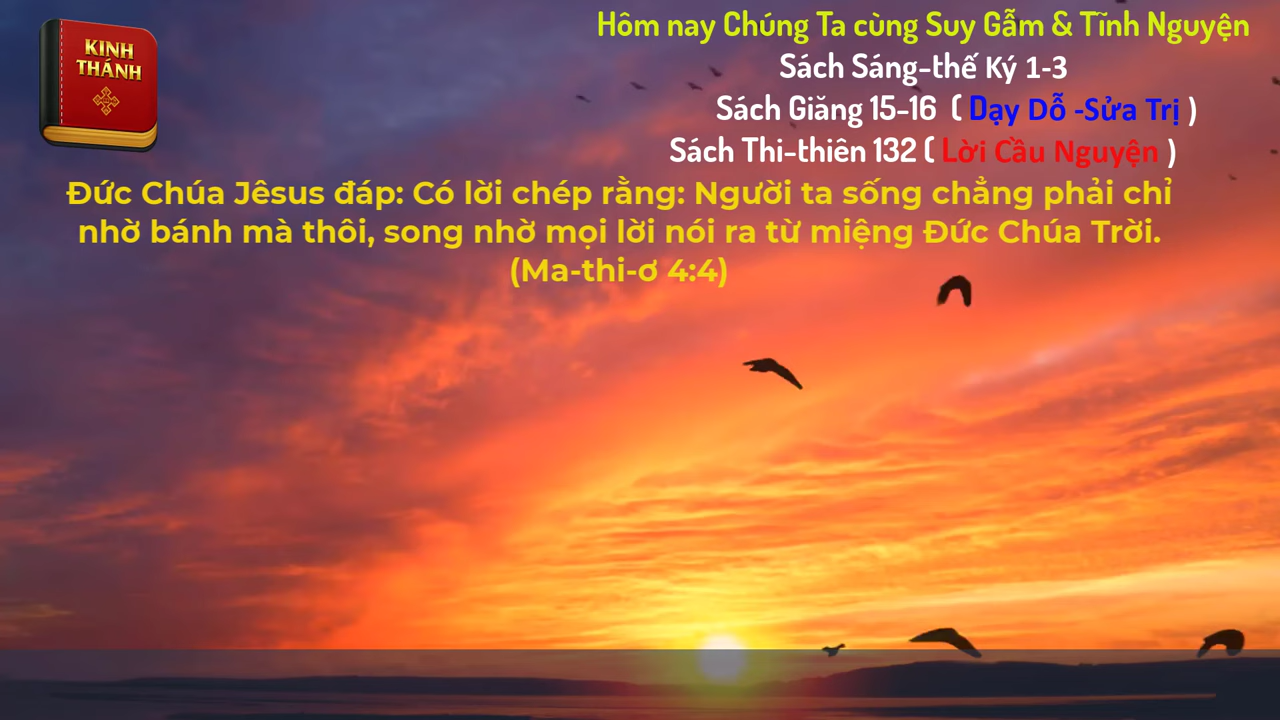 KINH
THÁNH
Hôm nay Chúng Ta cùng Suy Gẫm & Tĩnh Nguyện
Sách Sáng-thế Ký 1-3
Sách Giăng 15-16 ( Dạy Dỗ -Sửa Trị )
Sách Thi-thiên 132 ( Lời Cầu Nguyện )
Đức Chúa Jêsus đáp: Có lời chép rằng: Người ta sống chẳng phải chỉ
nhờ bánh mà thôi, song nhờ mọi lời nói ra từ miệng Đức Chúa Trời.
(Ma-thi-ơ 4:4)